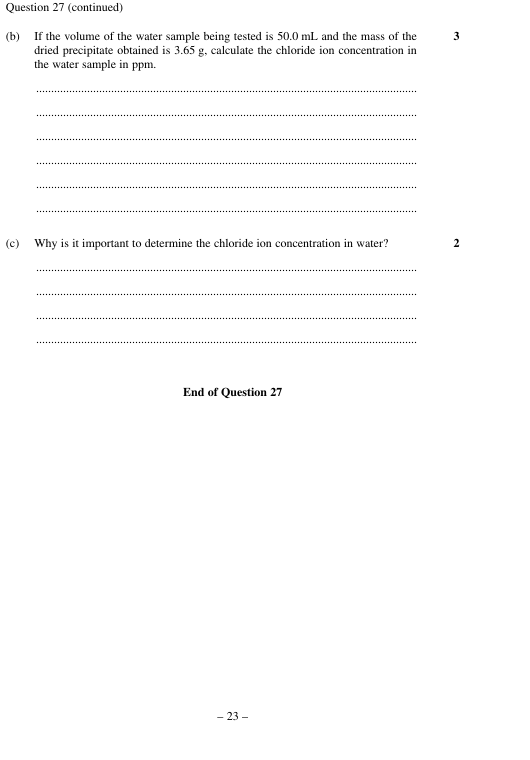 Question 27 (continued)
(b) If the volume of the water sample being tested is 50.0 mL and the mass of the 3
dried precipitate obtained is 3.65 g, calculate the chloride ion concentration in
the water sample in ppm.
(c) Why is it important to determine the chloride ion concentration in water? 2
End of Question 27
– 23 –